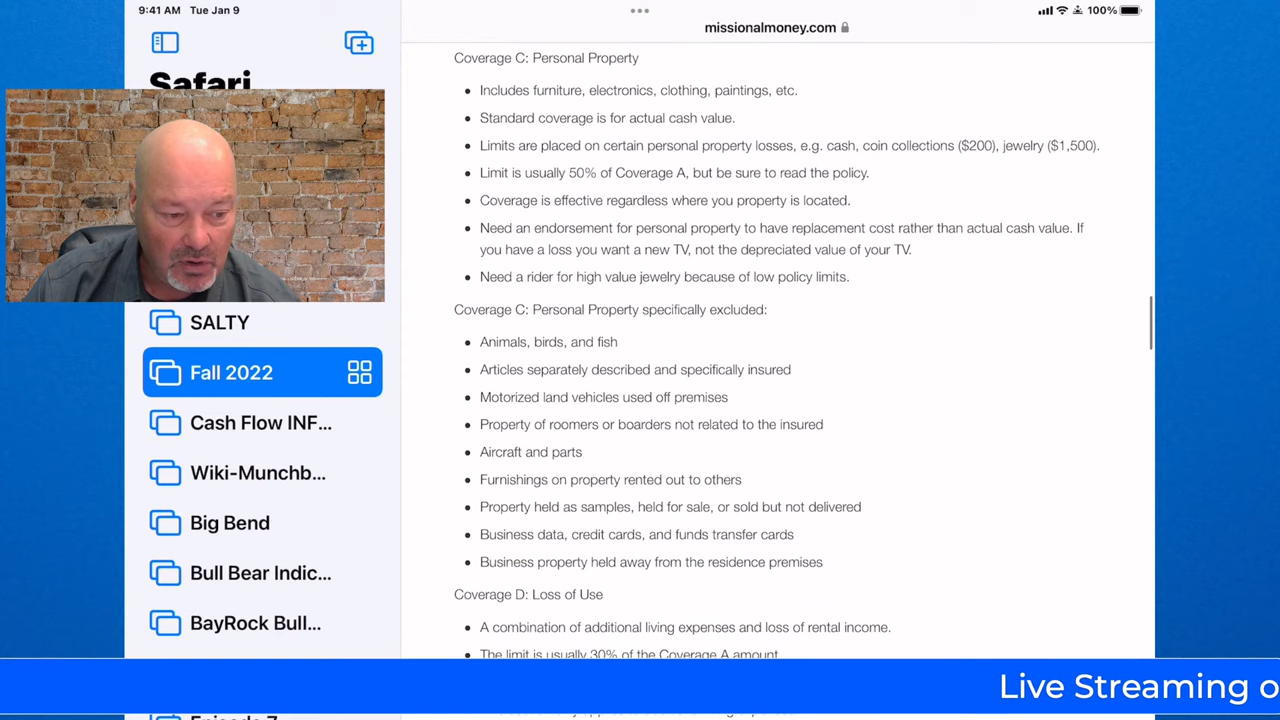 9:41 AM Tue Jan 9
100%
missionalmoney.com
Safari
SALTY
Fall 2022
Cash Flow INF...
Wiki-Munchb...
Big Bend
Bull Bear Indic...
BayRock Bull...
Episode 7
Coverage C: Personal Property
• Includes furniture, electronics, clothing, paintings, etc.
• Standard coverage is for actual cash value.
• Limits are placed on certain personal property losses, e.g. cash, coin collections ($200), jewelry ($1,500).
• Limit is usually 50% of Coverage A, but be sure to read the policy.
• Coverage is effective regardless where you property is located.
• Need an endorsement for personal property to have replacement cost rather than actual cash value. If
you have a loss you want a new TV, not the depreciated value of your TV.
• Need a rider for high value jewelry because of low policy limits.
Coverage C: Personal Property specifically excluded:
• Animals, birds, and fish
• Articles separately described and specifically insured
• Motorized land vehicles used off premises
• Property of roomers or boarders not related to the insured
• Aircraft and parts
• Furnishings on property rented out to others
• Property held as samples, held for sale, or sold but not delivered
• Business data, credit cards, and funds transfer cards
• Business property held away from the residence premises
Coverage D: Loss of Use
• A combination of additional living expenses and loss of rental income.
• The limit is usually 30% of the Coverage A amount
Live Streaming o